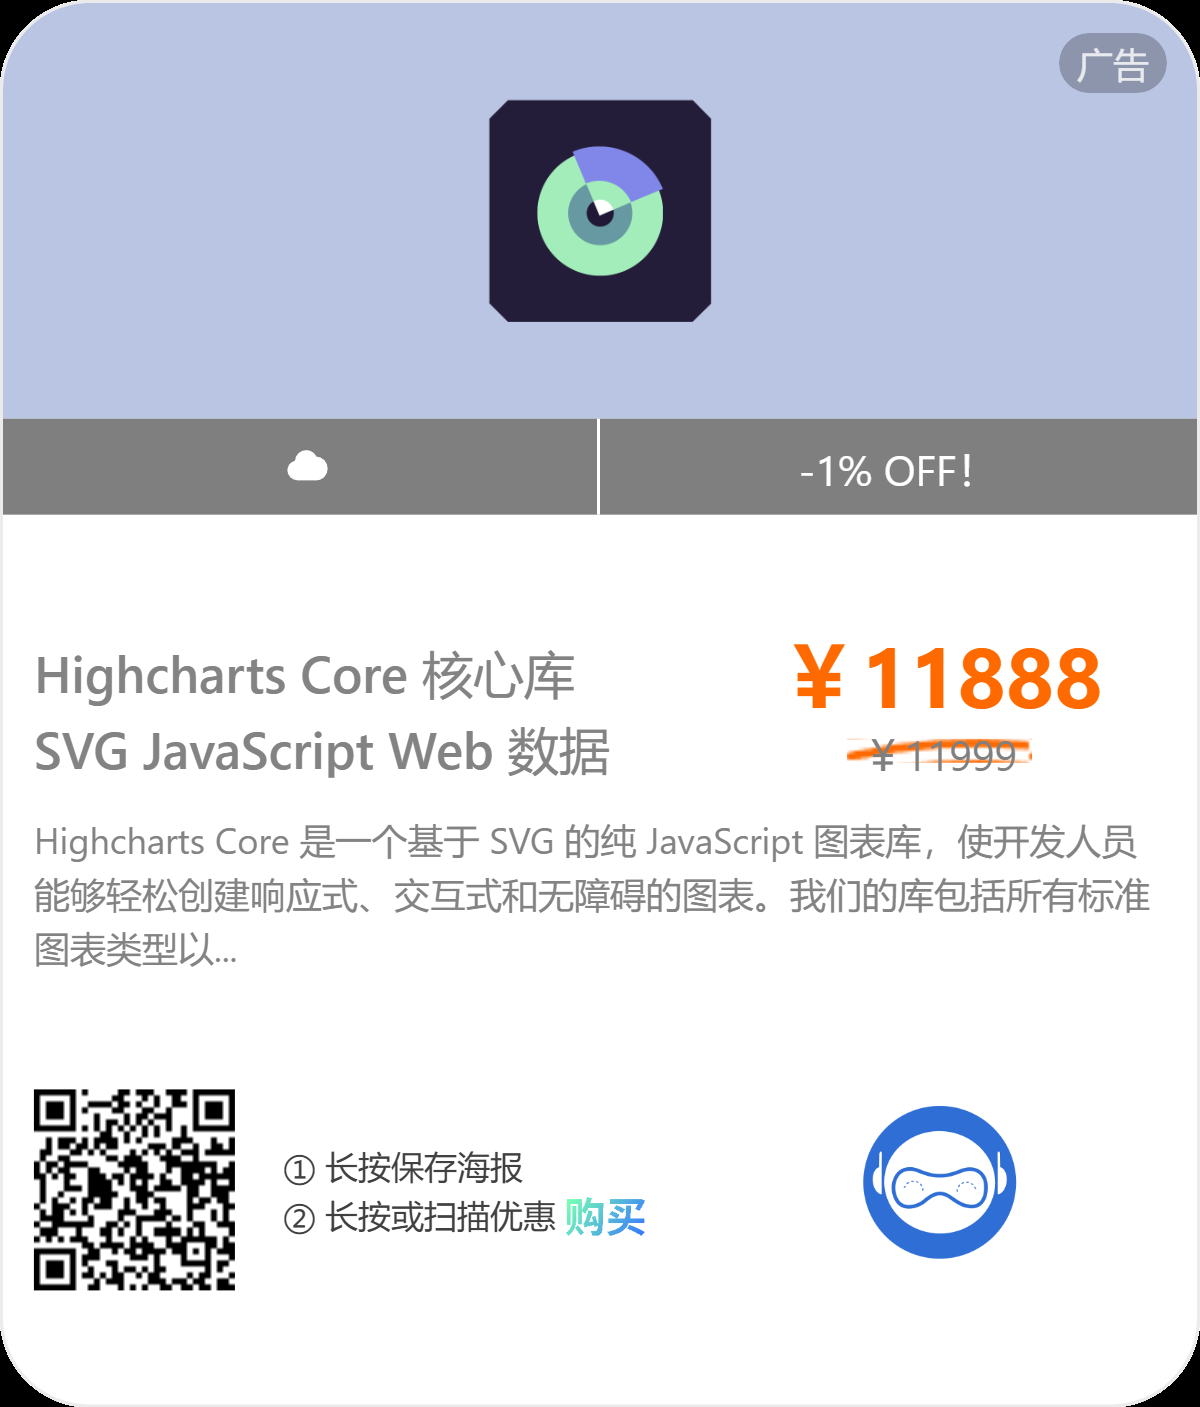 广告
-1% OFF!
Highcharts Core 核心库
¥ 11888
SVG JavaScript Web 数据
¥ 11999
Highcharts Core 是一个基于 SVG 的纯 JavaScript 图表库，使开发人员
能够轻松创建响应式、交互式和无障碍的图表。我们的库包括所有标准
图表类型以...
① 长按保存海报
② 长按或扫描优惠 购买